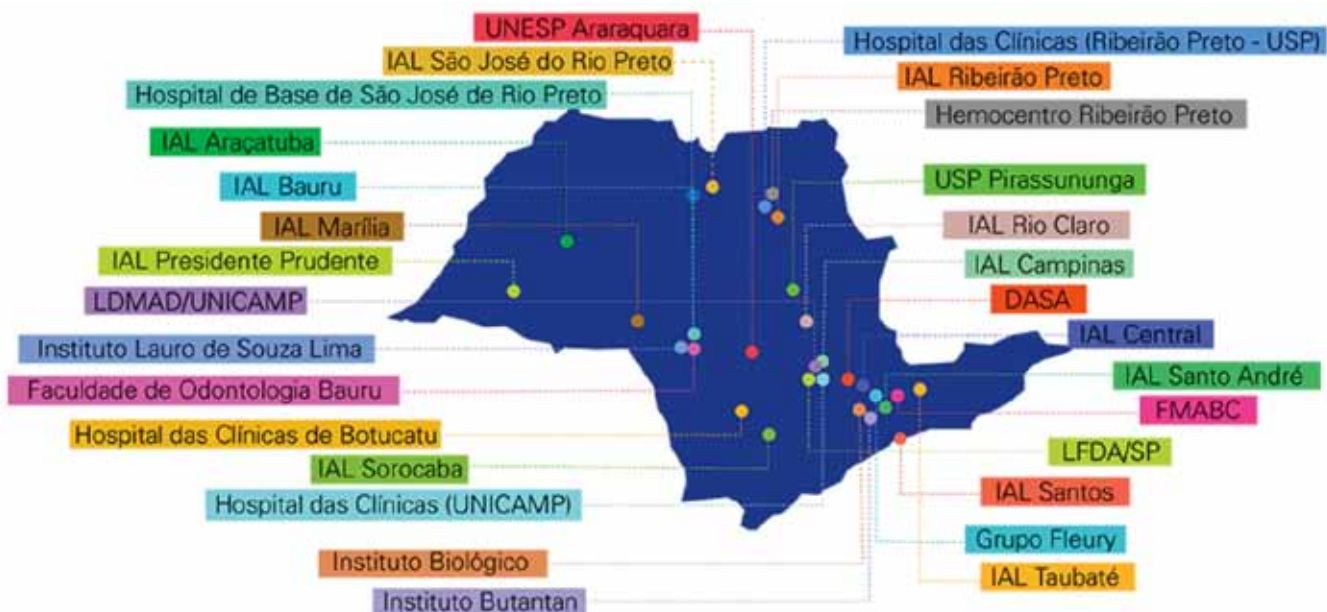 UNESP Araraquara
IAL São José do Rio Preto
Hospital de Base de São José de Rio Preto
IAL Araçatuba
IAL Bauru
IAL Marília
IAL Presidente Prudente
LDMAD/UNICAMP
Instituto Lauro de Souza Lima
Faculdade de Odontologia Bauru
Hospital das Clínicas de Botucatu
IAL Sorocaba
Hospital das Clínicas (UNICAMP)
Instituto Biológico
Instituto Butantan
Hospital das Clínicas (Ribeirão Preto - USP)
IAL Ribeirão Preto
Hemocentro Ribeirão Preto
USP Pirassununga
IAL Rio Claro
IAL Campinas
DASA
IAL Central
IAL Santo André
FMABC
LFDA/SP
IAL Santos
Grupo Fleury
IAL Taubaté